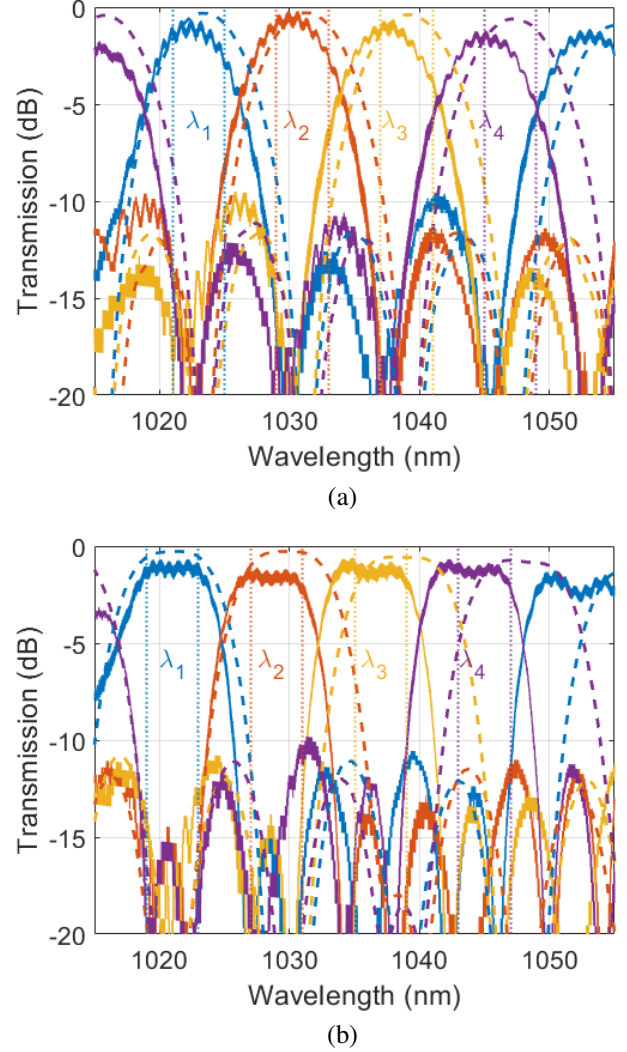 0
-5
-10
-15
-20
Transmission (dB)
λ1
λ2
λ3
λ4
1020
1030
1040
1050
Wavelength (nm)
(a)
0
-5
-10
-15
-20
Transmission (dB)
λ1
λ2
λ3
λ4
1020
1030
1040
1050
Wavelength (nm)
(b)